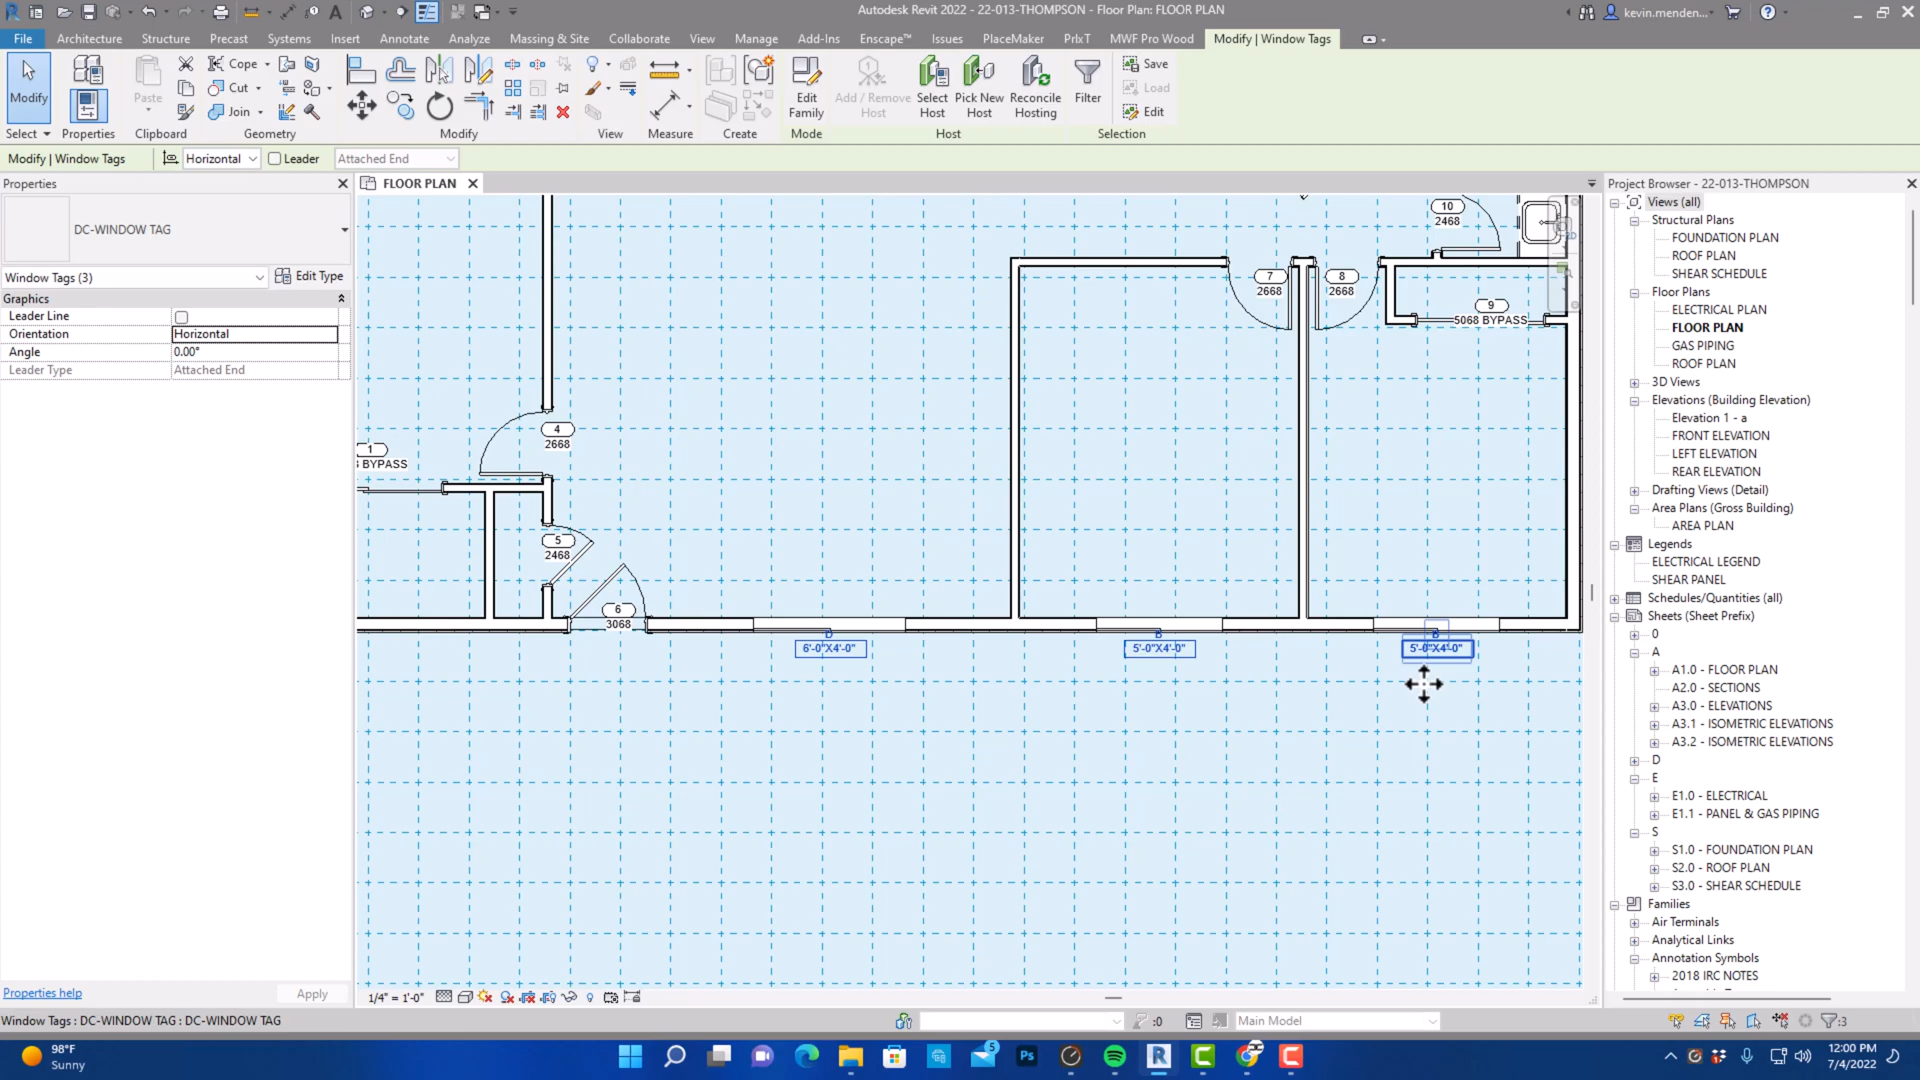 Autodesk Revit 2022 - 22-013-THOMPSON - Floor Plan: FLOOR PLAN
kevin.menden...
File Architecture Structure Precast Systems Insert Annotate Analyze Massing & Site Collaborate View Manage Add-Ins Enscape™ Issues PlaceMaker PrixT MWF Pro Wood Modify | Window Tags
Modify
Paste
Cope
Cut
Join
Edit Family
Add / Remove Host
Select Host
Pick New Host
Reconcile Hosting
Filter
Save
Load
Edit
Select Properties Clipboard Geometry Modify View Measure Create Mode Host Selection
Modify | Window Tags Horizontal Leader Attached End
Properties
DC-WINDOW TAG
Window Tags (3)
Edit Type
Graphics
Leader Line
Orientation Horizontal
Angle 0.00°
Leader Type Attached End
Properties help
Apply
FLOOR PLAN
10
2468
7
2668
8
2668
9
5068 BYPASS
4
2668
1
BYPASS
5
2468
6
3068
D
6'-0"X4'-0"
B
5'-0"X4'-0"
B
5'-0"X4'-0"
1/4" = 1'-0"
Project Browser - 22-013-THOMPSON
Views (all)
Structural Plans
FOUNDATION PLAN
ROOF PLAN
SHEAR SCHEDULE
Floor Plans
ELECTRICAL PLAN
FLOOR PLAN
GAS PIPING
ROOF PLAN
3D Views
Elevations (Building Elevation)
Elevation 1 - a
FRONT ELEVATION
LEFT ELEVATION
REAR ELEVATION
Drafting Views (Detail)
Area Plans (Gross Building)
AREA PLAN
Legends
ELECTRICAL LEGEND
SHEAR PANEL
Schedules/Quantities (all)
Sheets (Sheet Prefix)
0
A
A1.0 - FLOOR PLAN
A2.0 - SECTIONS
A3.0 - ELEVATIONS
A3.1 - ISOMETRIC ELEVATIONS
A3.2 - ISOMETRIC ELEVATIONS
D
E
E1.0 - ELECTRICAL
E1.1 - PANEL & GAS PIPING
S
S1.0 - FOUNDATION PLAN
S2.0 - ROOF PLAN
S3.0 - SHEAR SCHEDULE
Families
Air Terminals
Analytical Links
Annotation Symbols
2018 IRC NOTES
Window Tags : DC-WINDOW TAG : DC-WINDOW TAG
:0
Main Model
:3
98°F
Sunny
5
Ps
12:00 PM
7/4/2022